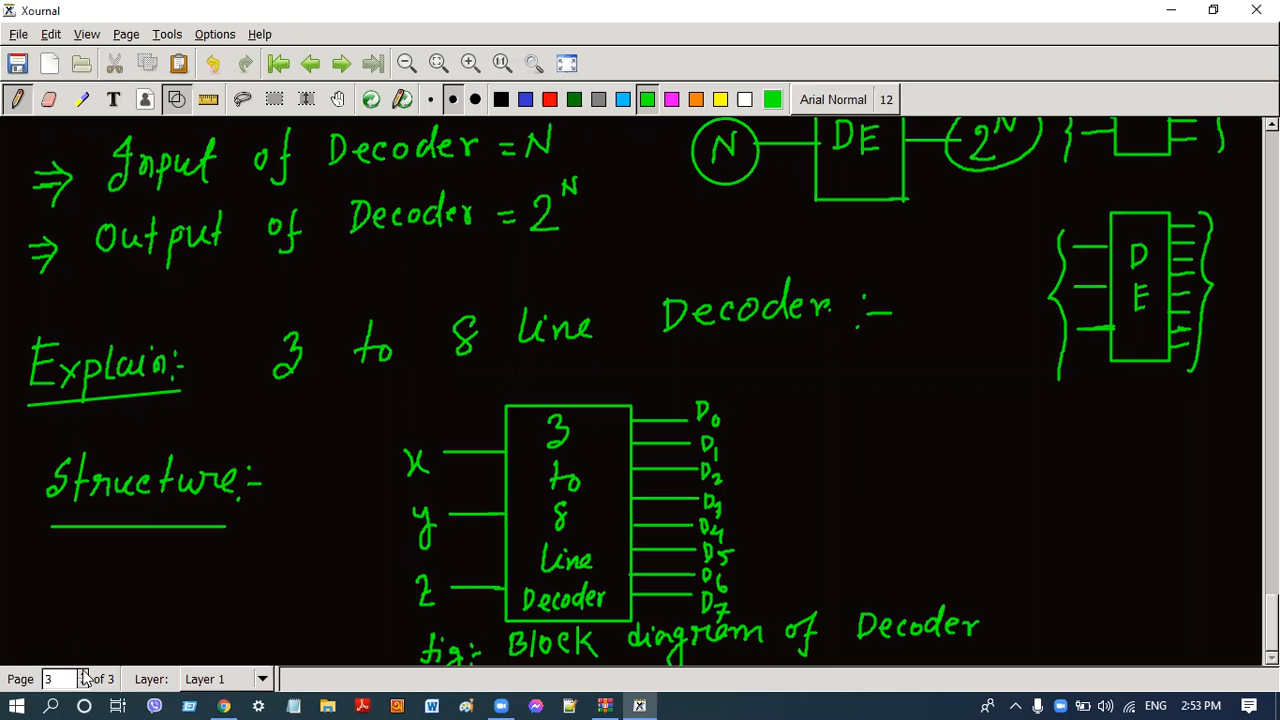 Xournal
File Edit View Page Tools Options Help
Arial Normal 12
⇒ Input of Decoder = N
N DE 2^N
⇒ Output of Decoder = 2^N
D
E
Explain:- 3 to 8 line Decoder :-
Structure:-
x
y
z
3
to
8
line
Decoder
D0
D1
D2
D3
D4
D5
D6
D7
fig: Block diagram of Decoder
Page 3 of 3 Layer: Layer 1
ENG 2:53 PM